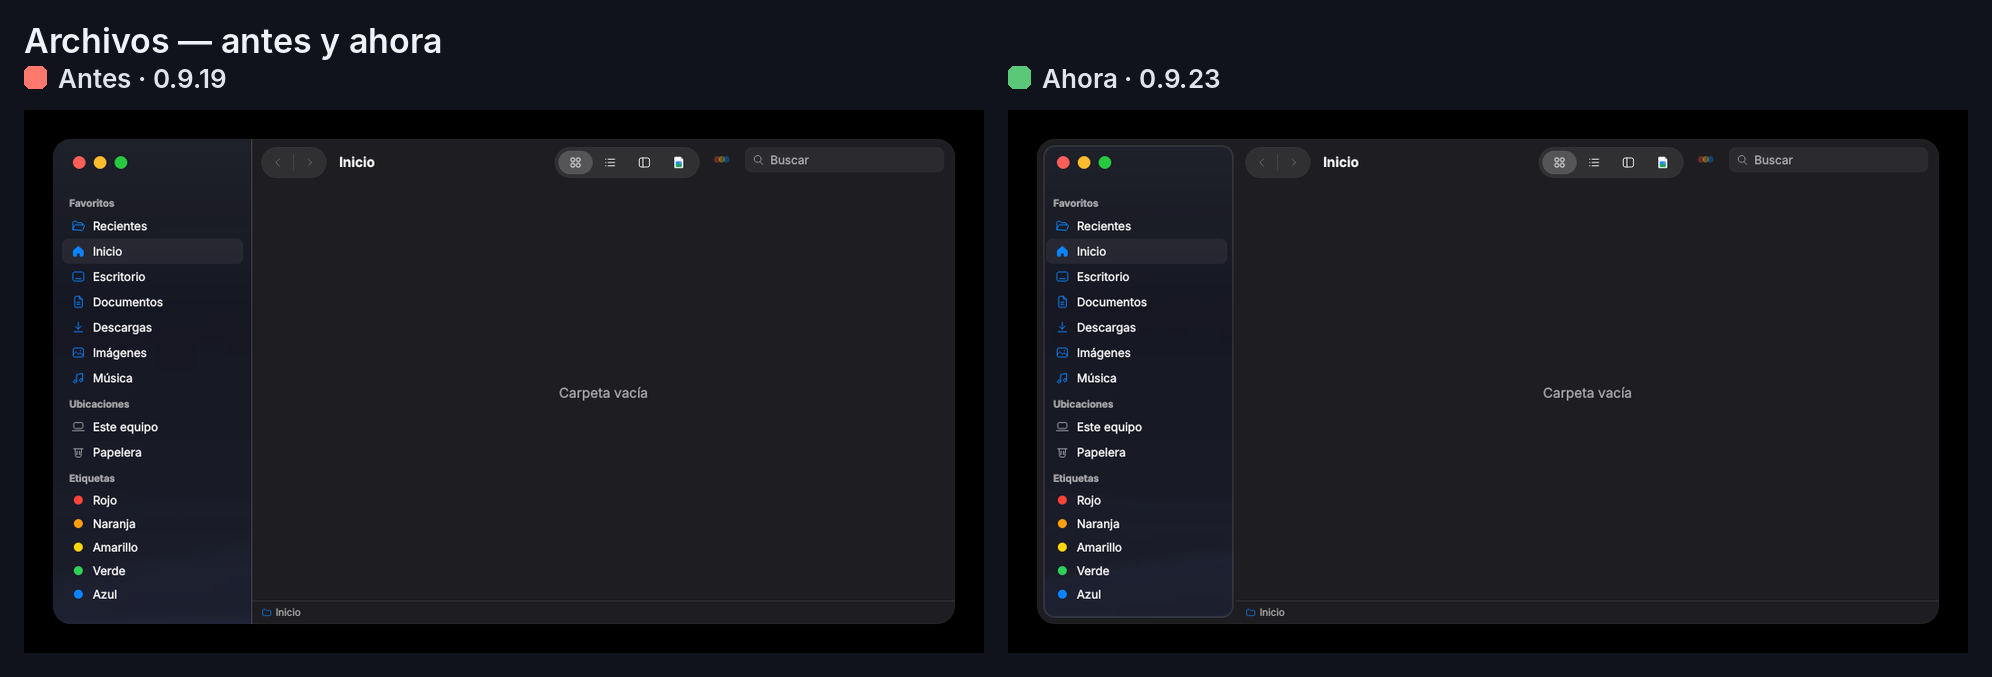 Archivos — antes y ahora
Antes · 0.9.19
Inicio
Buscar
Favoritos
Recientes
Inicio
Escritorio
Documentos
Descargas
Imágenes
Música
Carpeta vacía
Ubicaciones
Este equipo
Papelera
Etiquetas
Rojo
Naranja
Amarillo
Verde
Azul
Inicio
Ahora · 0.9.23
Inicio
Buscar
Favoritos
Recientes
Inicio
Escritorio
Documentos
Descargas
Imágenes
Música
Carpeta vacía
Ubicaciones
Este equipo
Papelera
Etiquetas
Rojo
Naranja
Amarillo
Verde
Azul
Inicio